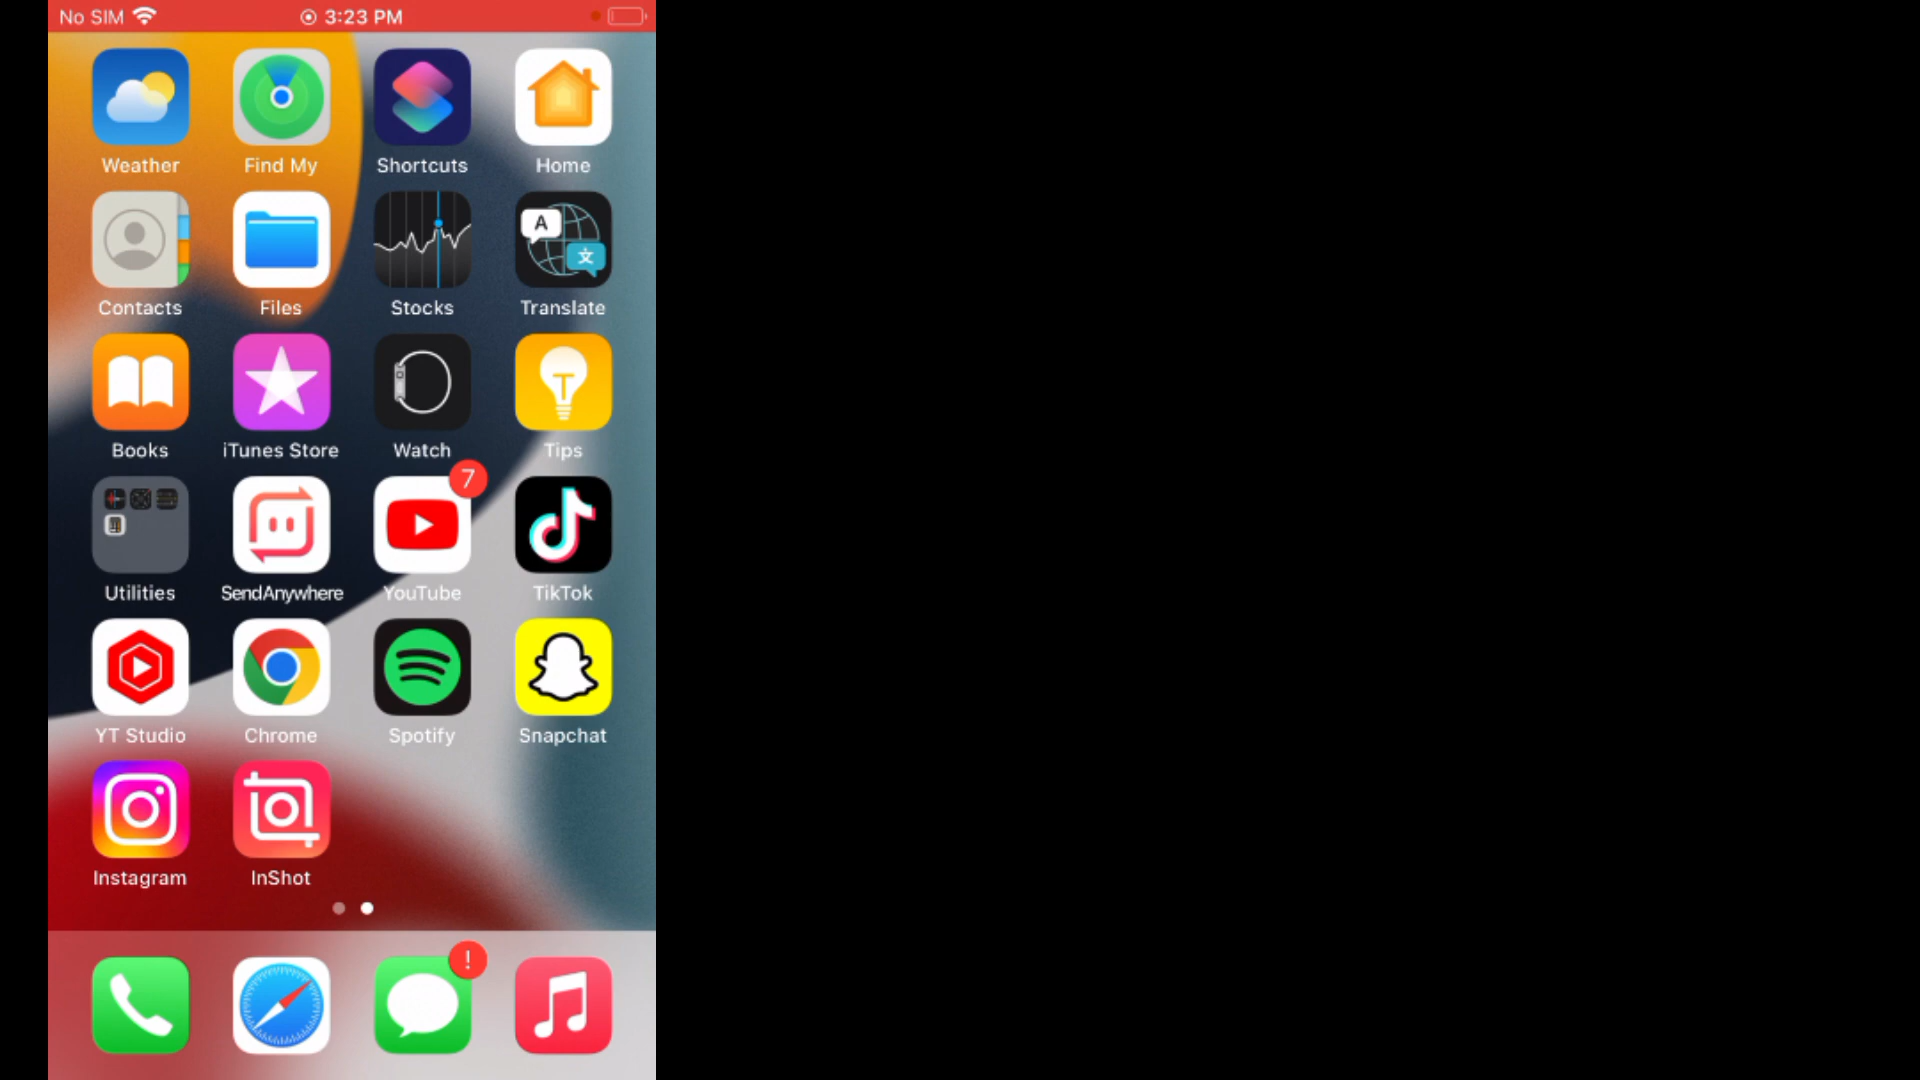 No SIM 3:23 PM
Weather Find My Shortcuts Home
A
文
Contacts Files Stocks Translate
T
Books iTunes Store Watch Tips
7
Utilities SendAnywhere YouTube TikTok
YT Studio Chrome Spotify Snapchat
Instagram InShot
!